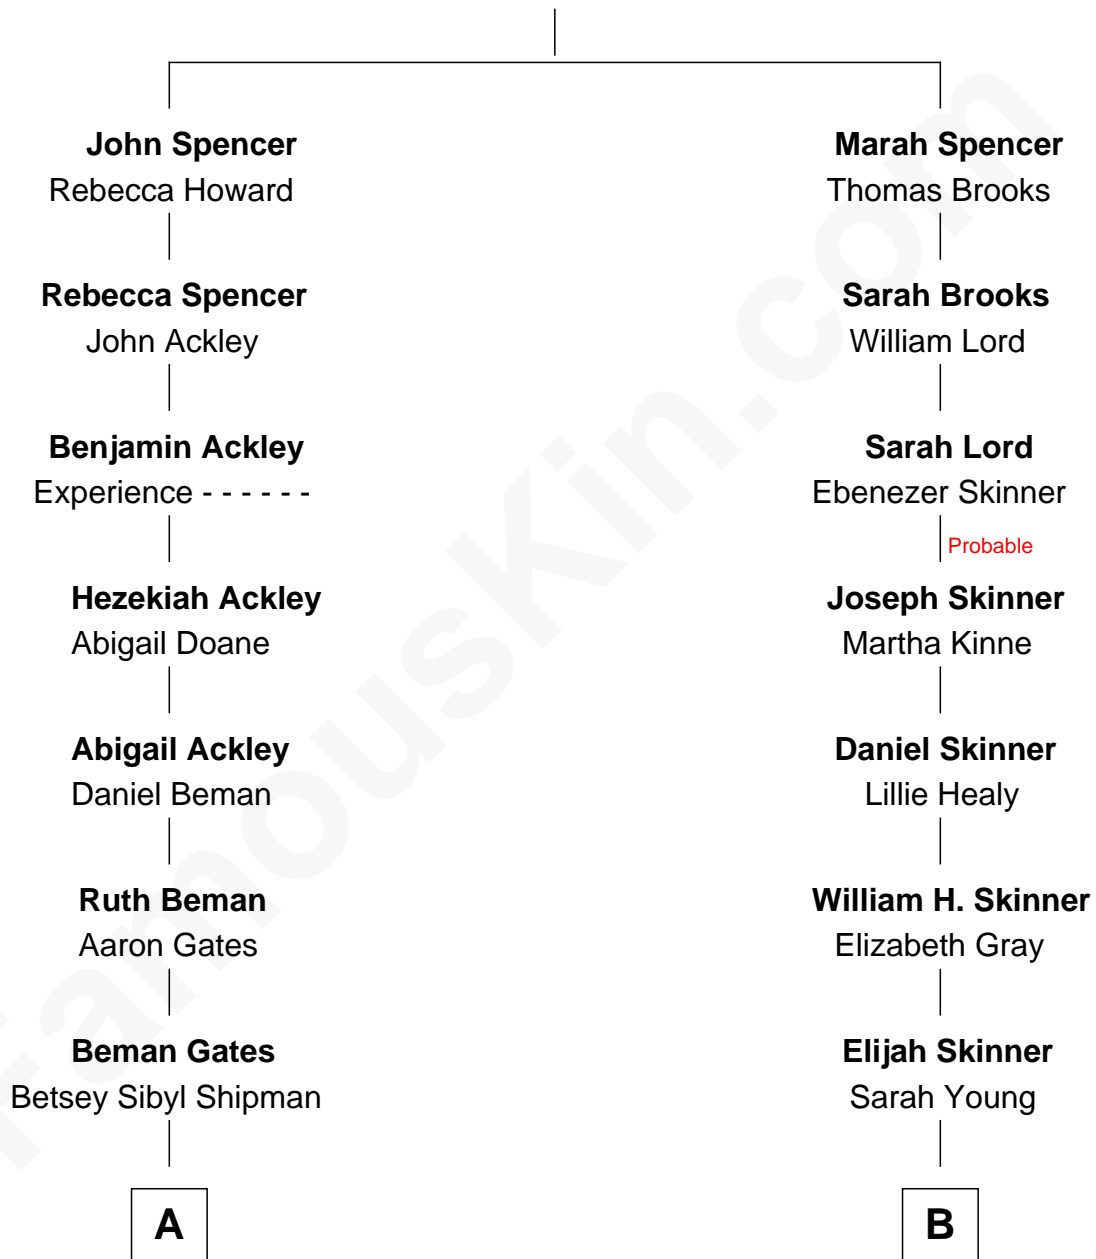 John Spencer
Rebecca Howard
Rebecca Spencer
John Ackley
Benjamin Ackley
Experience - - - - - -
Hezekiah Ackley
Abigail Doane
Abigail Ackley
Daniel Beman
Ruth Beman
Aaron Gates
Beman Gates
Betsey Sibyl Shipman
A
Marah Spencer
Thomas Brooks
Sarah Brooks
William Lord
Sarah Lord
Ebenezer Skinner
Probable
Joseph Skinner
Martha Kinne
Daniel Skinner
Lillie Healy
William H. Skinner
Elizabeth Gray
Elijah Skinner
Sarah Young
B
FamousKin.com